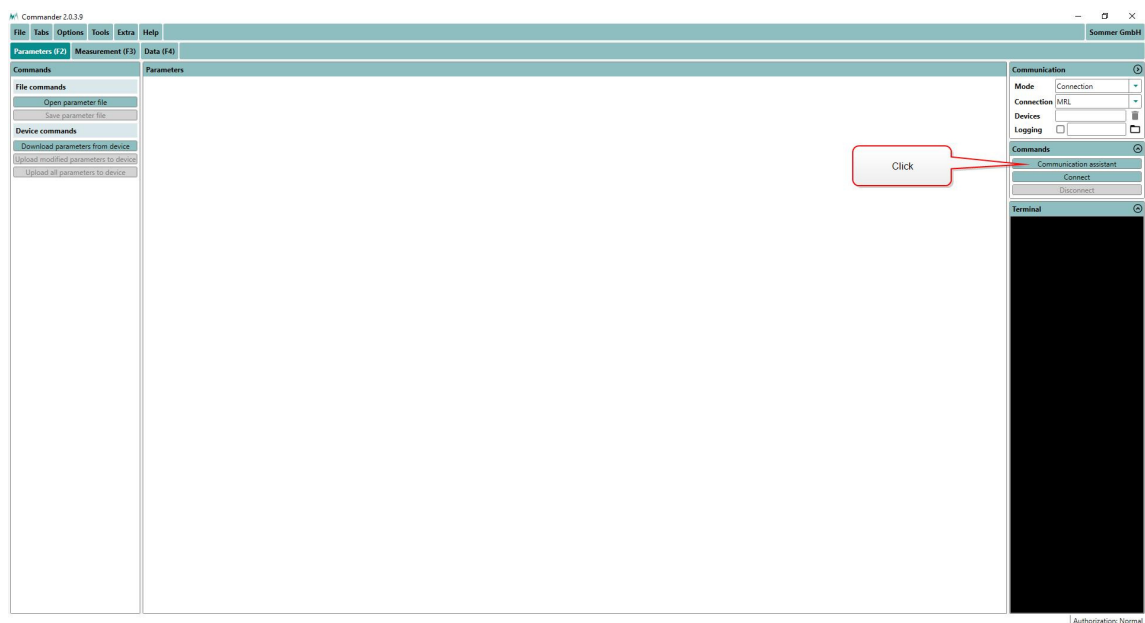 Commander 2.0.3.9
File Tabs Options Tools Extra Help Sommer GmbH
Parameters (F2) Measurement (F3) Data (F4)
Commands
File commands
Open parameter file
Save parameter file
Device commands
Download parameters from device
Upload modified parameters to device
Upload all parameters to device
Parameters
Click
Communication
Mode Connection
Connection MRL
Devices
Logging
Commands
Communication assistant
Connect
Disconnect
Terminal
Authorization: Normal